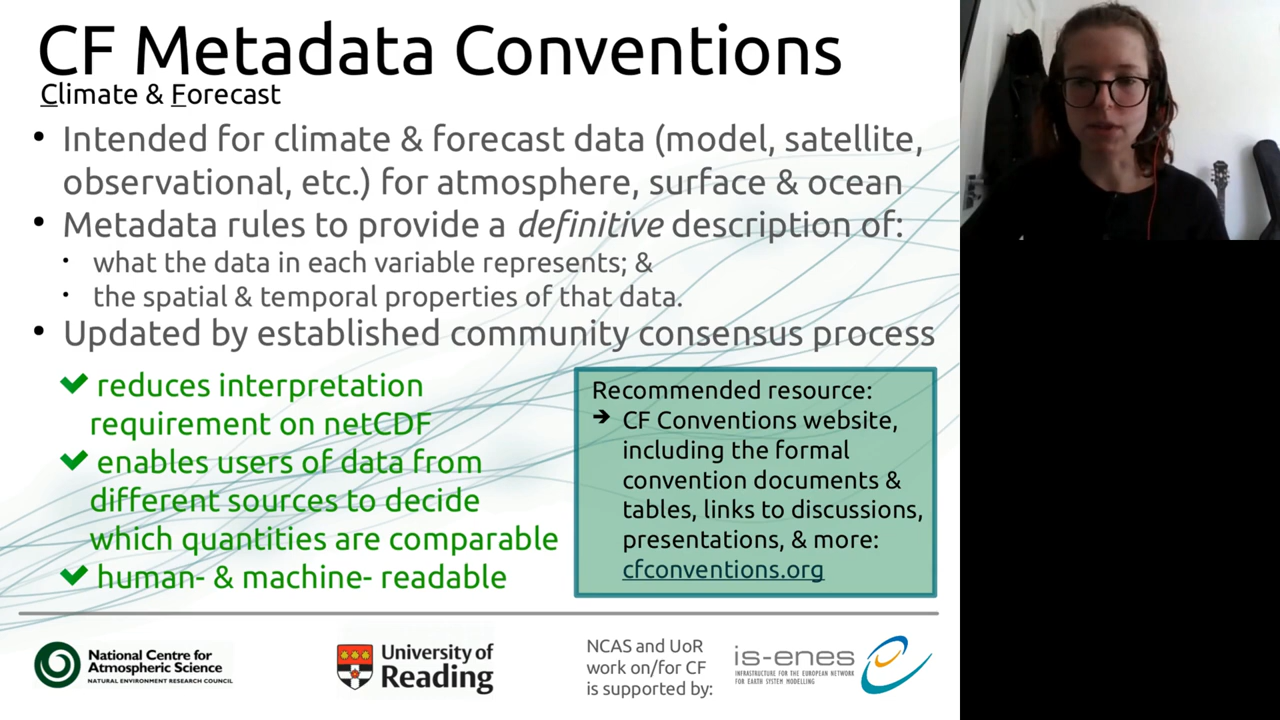 CF Metadata Conventions
Climate & Forecast
• Intended for climate & forecast data (model, satellite,
observational, etc.) for atmosphere, surface & ocean
• Metadata rules to provide a definitive description of:
• what the data in each variable represents; &
• the spatial & temporal properties of that data.
• Updated by established community consensus process
✔ reduces interpretation
requirement on netCDF
✔ enables users of data from
different sources to decide
which quantities are comparable
✔ human- & machine- readable
Recommended resource:
➔ CF Conventions website,
including the formal
convention documents &
tables, links to discussions,
presentations, & more:
cfconventions.org
National Centre for
Atmospheric Science
NATURAL ENVIRONMENT RESEARCH COUNCIL
University of
Reading
NCAS and UoR
work on/for CF
is supported by:
is-enes
INFRASTRUCTURE FOR THE EUROPEAN NETWORK
FOR EARTH SYSTEM MODELLING